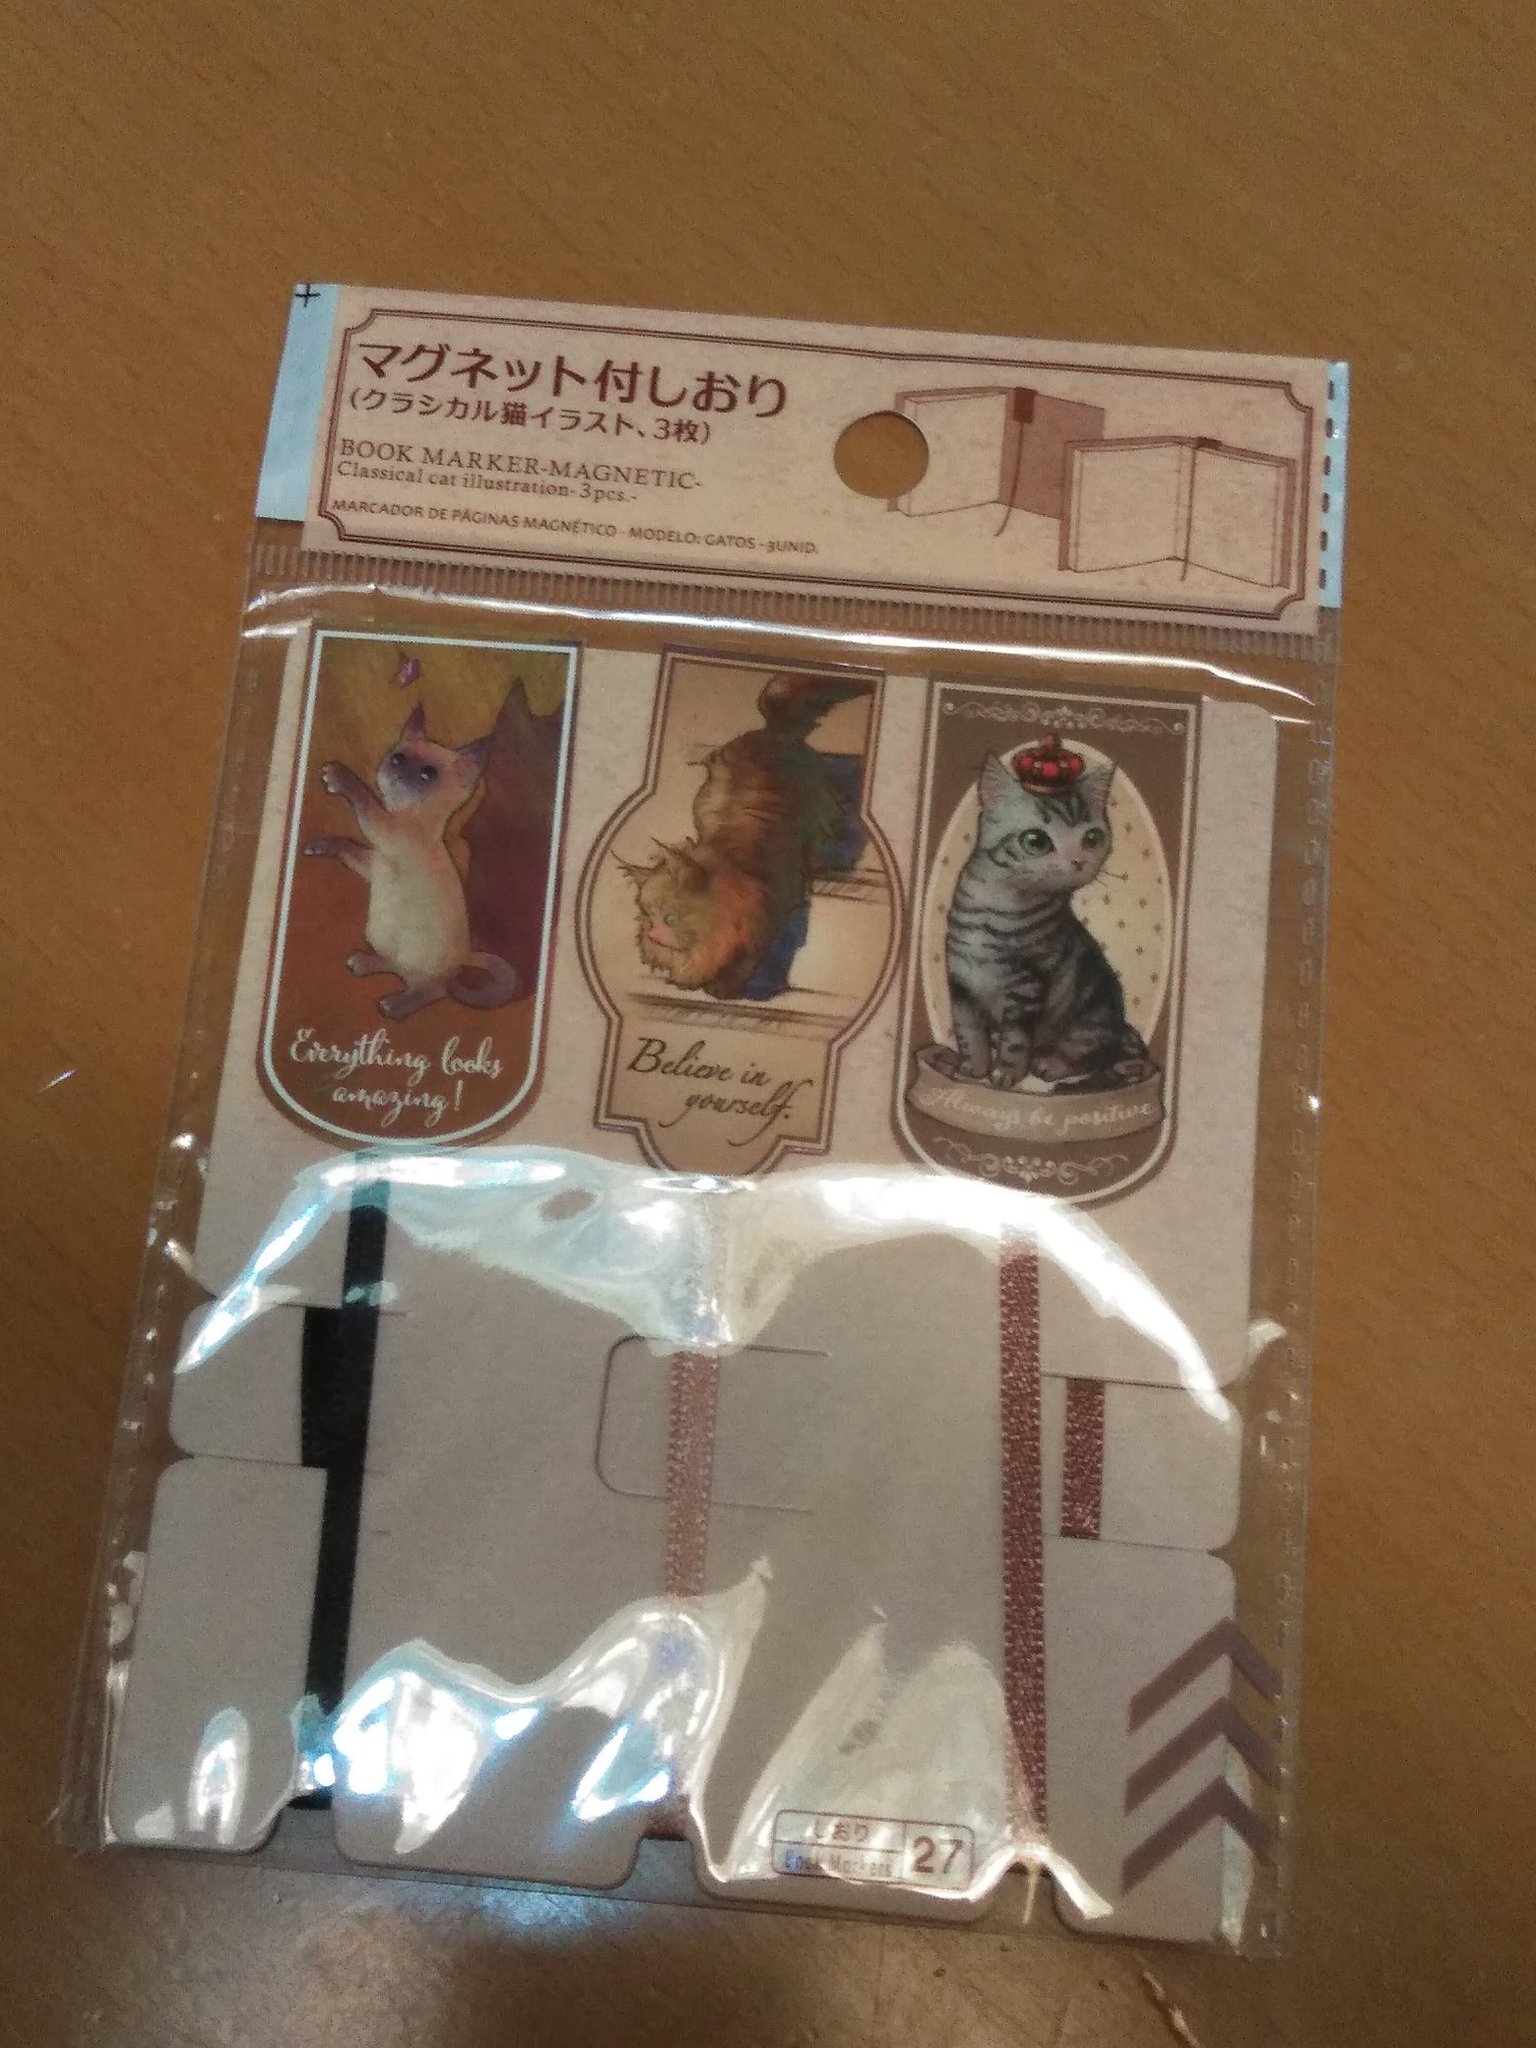 マグネット付しおり
(クラシカル猫イラスト、3枚)
BOOK MARKER-MAGNETIC-
Classical cat illustration-3pcs.-
MARCADOR DE PÁGINAS MAGNÉTICO - MODELO: GATOS - 3UNID.
Everything looks
amazing!
Believe in
yourself.
Always be positive
しおり
Book Markers
27